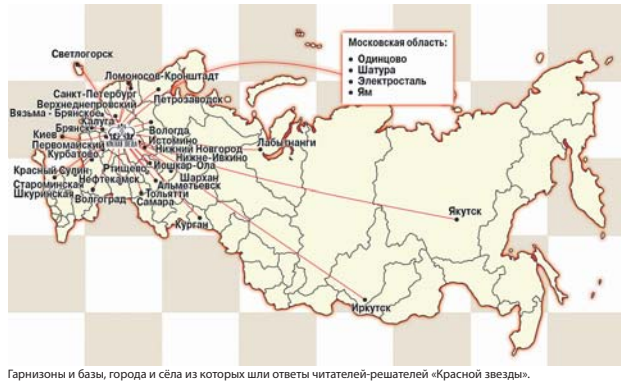 Светлогорск
Московская область:
• Одинцово
• Шатура
• Электросталь
• Ям
Ломоносов-Кронштадт
Санкт-Петербург
Петрозаводск
Верхнеднепровский
Вязьма - Брянское
Калуга
Вологда
Брянск
Киев
Истомино
Первомайский
Нижний Новгород
Лабытнанги
Курбатово
Нижне-Ивкино
Ртищево
Йошкар-Ола
Красный Сулин
Нефтекамск
Шархан
Староминская
Альметьевск
Шкуринская
Тольятти
Волгоград
Самара
Якутск
Курган
Иркутск
Гарнизоны и базы, города и сёла из которых шли ответы читателей-решателей «Красной звезды».